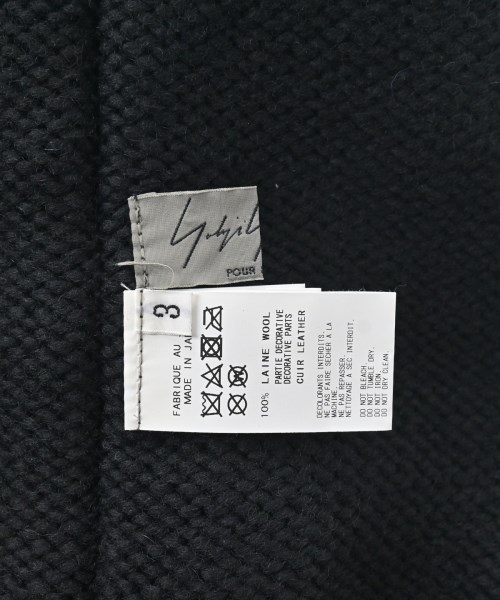 Yohji Y
POUR
3
FABRIQUE AU
MADE IN JAP
100% LAINE WOOL
PARTIE DECORATIVE
DECORATIVE PARTS
CUIR LEATHER
DECOLORANTS INTERDITS.
NE PAS FAIRE SECHER A LA
MACHINE.
NE PAS REPASSER.
NETTOYAGE A SEC INTERDIT.
DO NOT BLEACH.
DO NOT TUMBLE DRY.
DO NOT IRON.
DO NOT DRY CLEAN.